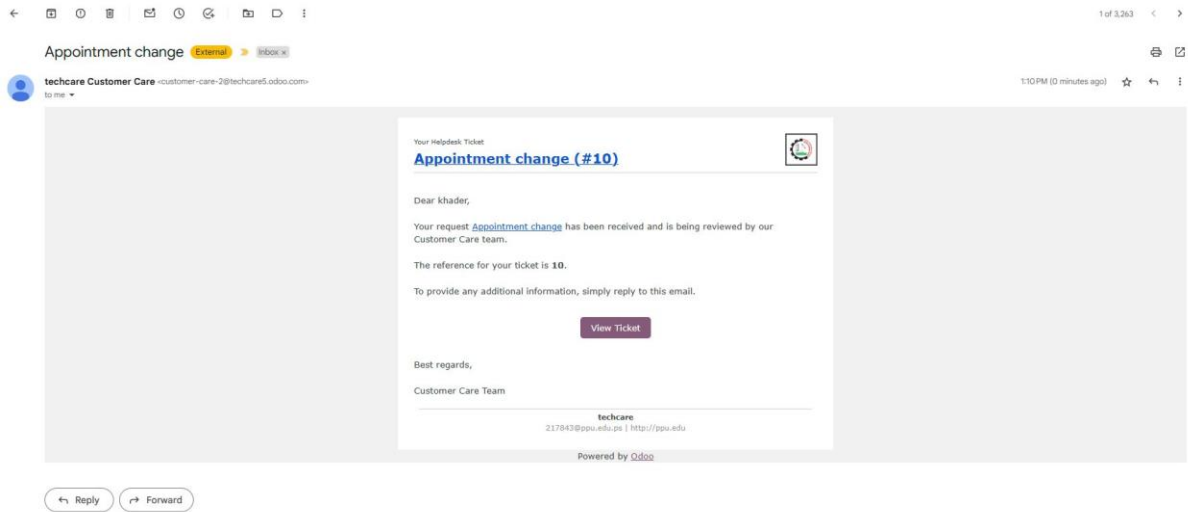 1 of 3,263
Appointment change External Inbox x
techcare Customer Care <customer-care-2@techcare5.odoo.com>
1:10 PM (0 minutes ago)
to me
Your Helpdesk Ticket
Appointment change (#10)
Dear khader,
Your request Appointment change has been received and is being reviewed by our
Customer Care team.
The reference for your ticket is 10.
To provide any additional information, simply reply to this email.
View Ticket
Best regards,
Customer Care Team
techcare
217843@ppu.edu.ps | http://ppu.edu
Powered by Odoo
Reply Forward